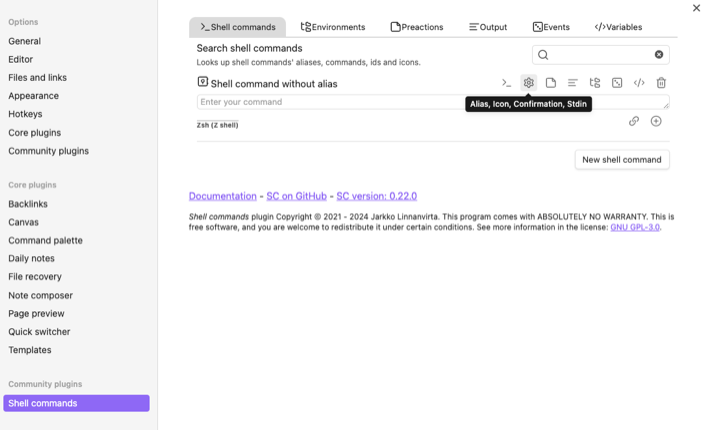 Options
General
Editor
Files and links
Appearance
Hotkeys
Core plugins
Community plugins
Core plugins
Backlinks
Canvas
Command palette
Daily notes
File recovery
Note composer
Page preview
Quick switcher
Templates
Community plugins
Shell commands
Shell commands Environments Preactions Output Events Variables
Search shell commands
Looks up shell commands' aliases, commands, ids and icons.
Shell command without alias
Enter your command
Alias, Icon, Confirmation, Stdin
Zsh (Z shell)
New shell command
Documentation - SC on GitHub - SC version: 0.22.0
Shell commands plugin Copyright © 2021 - 2024 Jarkko Linnanvirta. This program comes with ABSOLUTELY NO WARRANTY. This is
free software, and you are welcome to redistribute it under certain conditions. See more information in the license: GNU GPL-3.0.